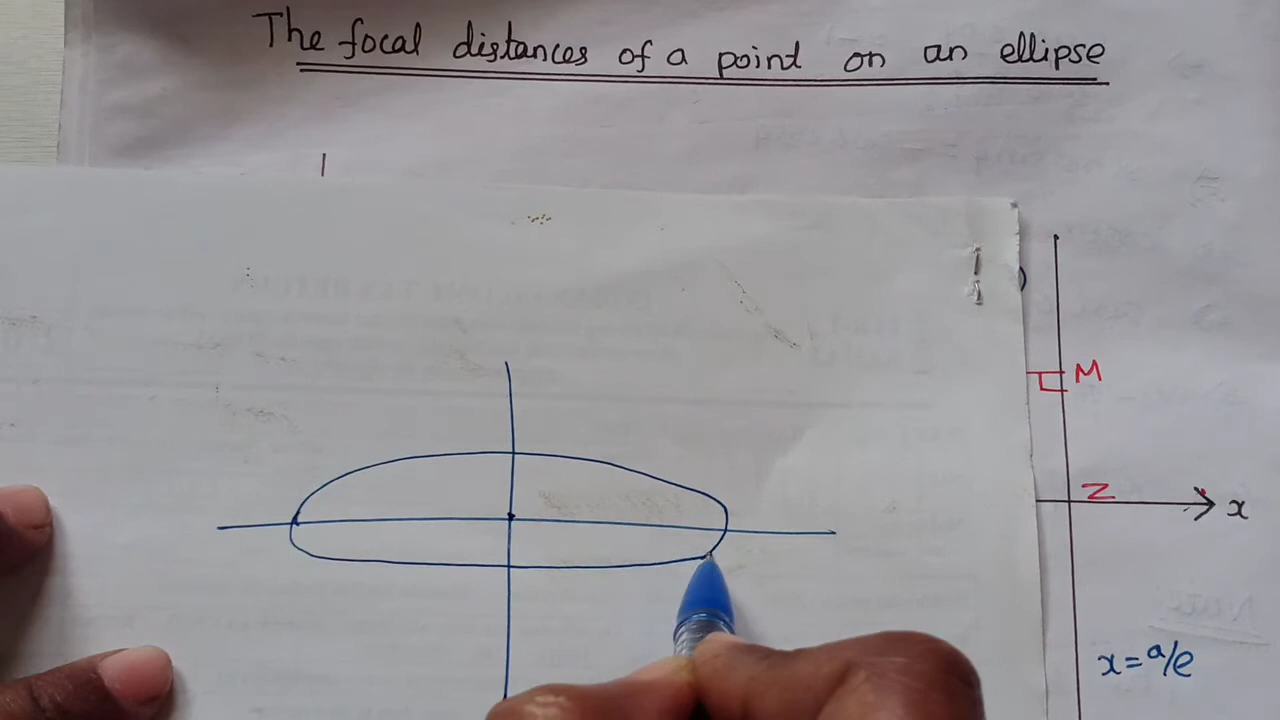 The focal distances of a point on an ellipse
M
Z
x
x = a/e